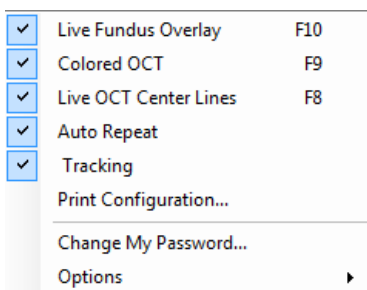 Live Fundus Overlay F10
Colored OCT F9
Live OCT Center Lines F8
Auto Repeat
Tracking
Print Configuration...
Change My Password...
Options